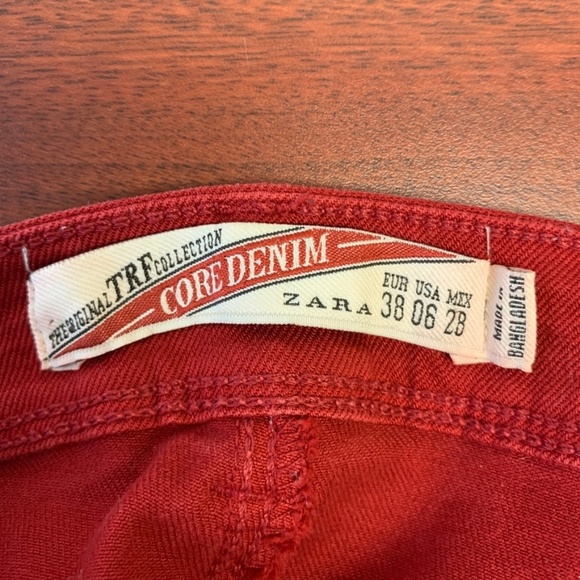 THE ORIGINAL TRF COLLECTION
CORE DENIM
ZARA
EUR USA MEX
38 06 28
MADE IN
BANGLADESH